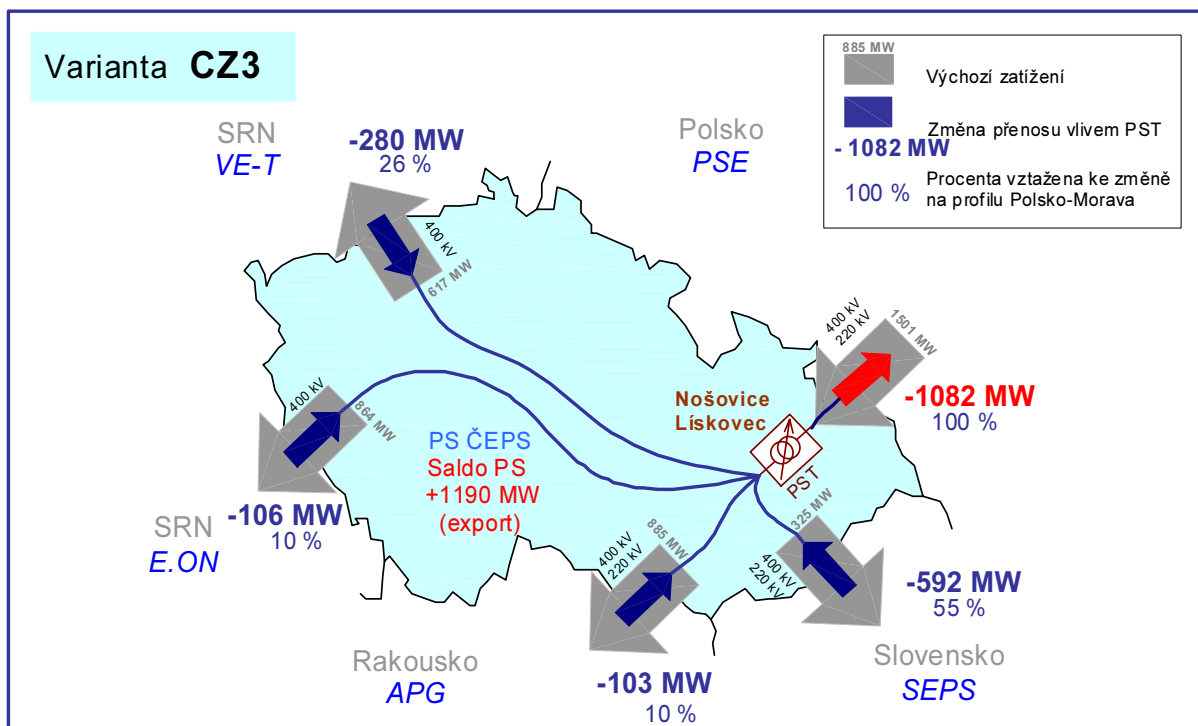 Varianta CZ3
885 MW
Výchozí zatížení
Změna přenosu vlivem PST
- 1082 MW
100 %
Procenta vztažena ke změně
na profilu Polsko-Morava
SRN
VE-T
-280 MW
26 %
Polsko
PSE
400 kV
617 MW
400 kV
220 kV
1501 MW
-1082 MW
100 %
Nošovice
Lískovec
PST
400 kV
864 MW
PS ČEPS
Saldo PS
+1190 MW
(export)
SRN
E.ON
-106 MW
10 %
400 kV
220 kV
885 MW
325 MW
400 kV
220 kV
-592 MW
55 %
Rakousko
APG
-103 MW
10 %
Slovensko
SEPS